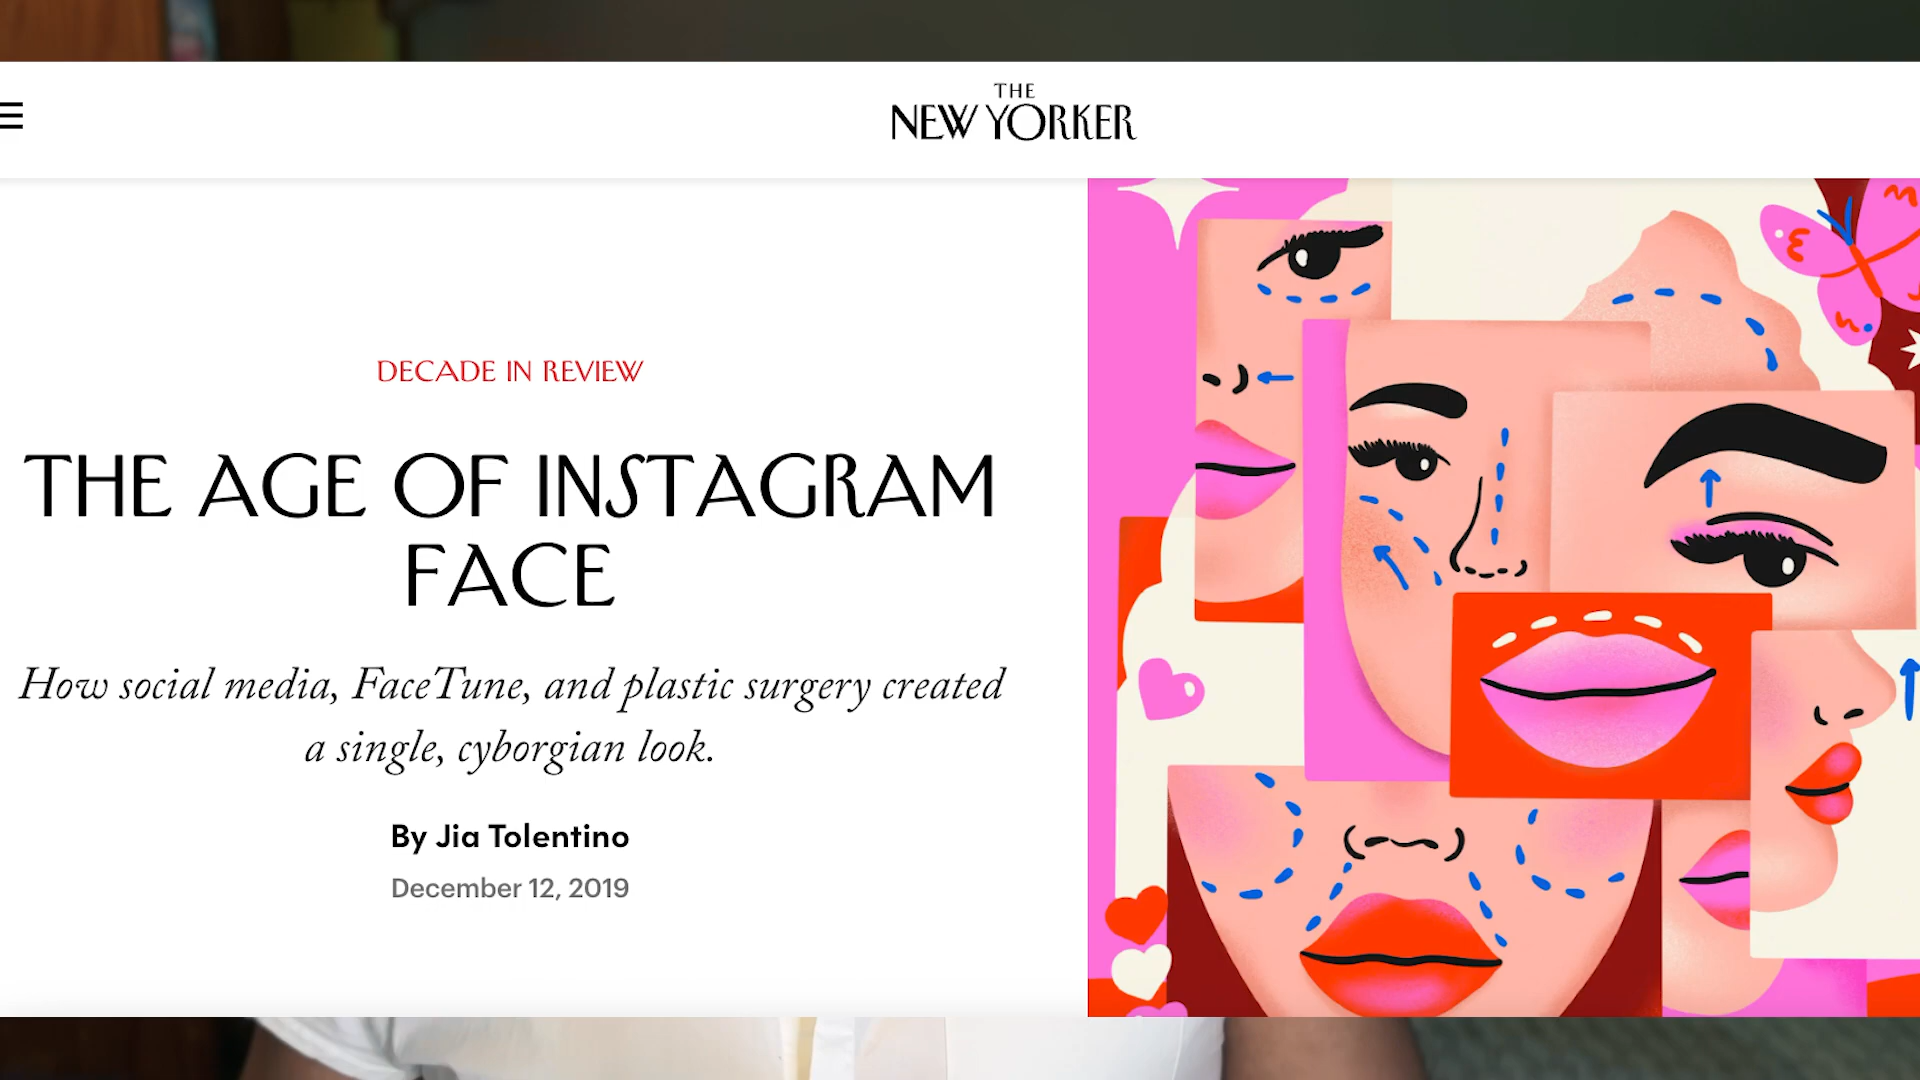 THE
NEW YORKER
DECADE IN REVIEW
THE AGE OF INSTAGRAM
FACE
How social media, FaceTune, and plastic surgery created
a single, cyborgian look.
By Jia Tolentino
December 12, 2019